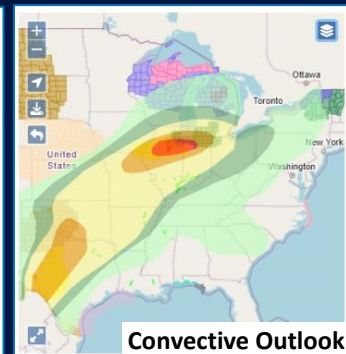 +
−
Ottawa
Toronto
New York
United
States
Washington
Convective Outlook